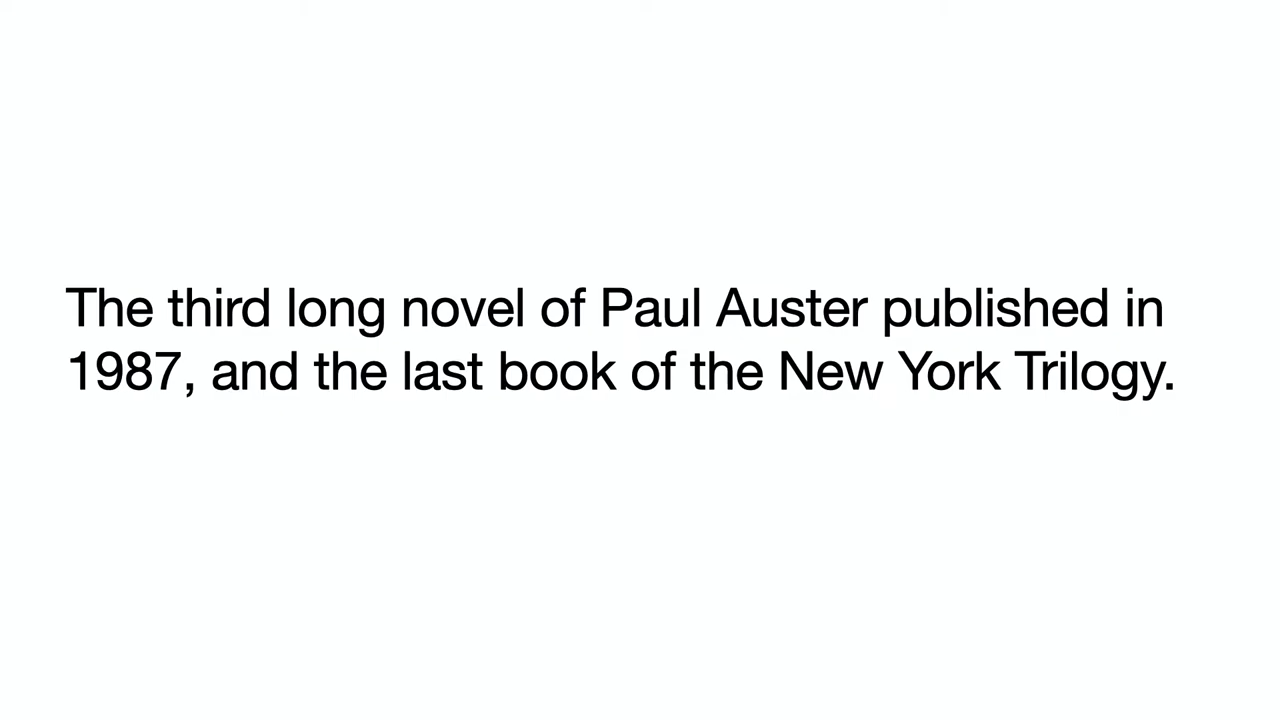 The third long novel of Paul Auster published in
1987, and the last book of the New York Trilogy.